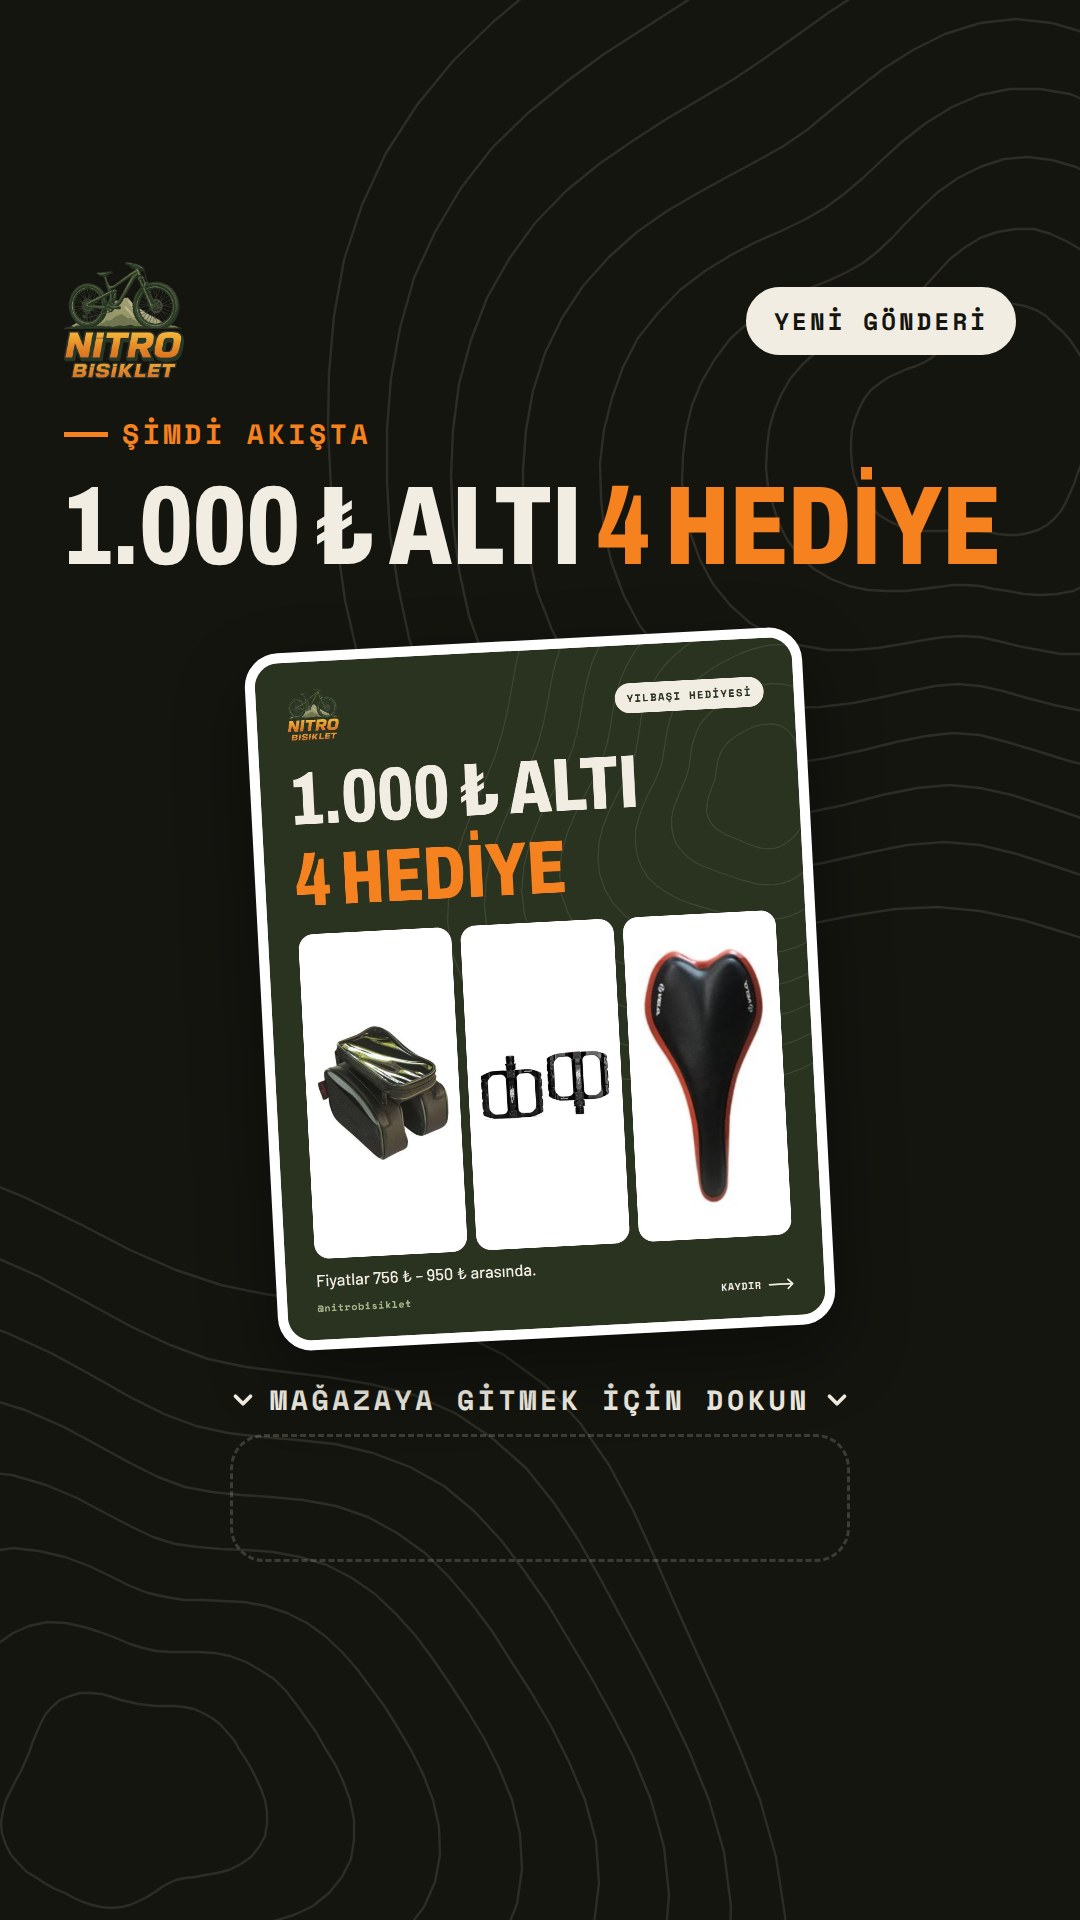 NiTRO
BiSiKLET
YENİ GÖNDERİ
ŞİMDİ AKIŞTA
1.000 ₺ ALTI 4 HEDİYE
NiTRO
BiSiKLET
YILBAŞI HEDİYESİ
1.000 ₺ ALTI
4 HEDİYE
Fiyatlar 756 ₺ – 950 ₺ arasında.
@nitrobisiklet
KAYDIR
MAĞAZAYA GİTMEK İÇİN DOKUN